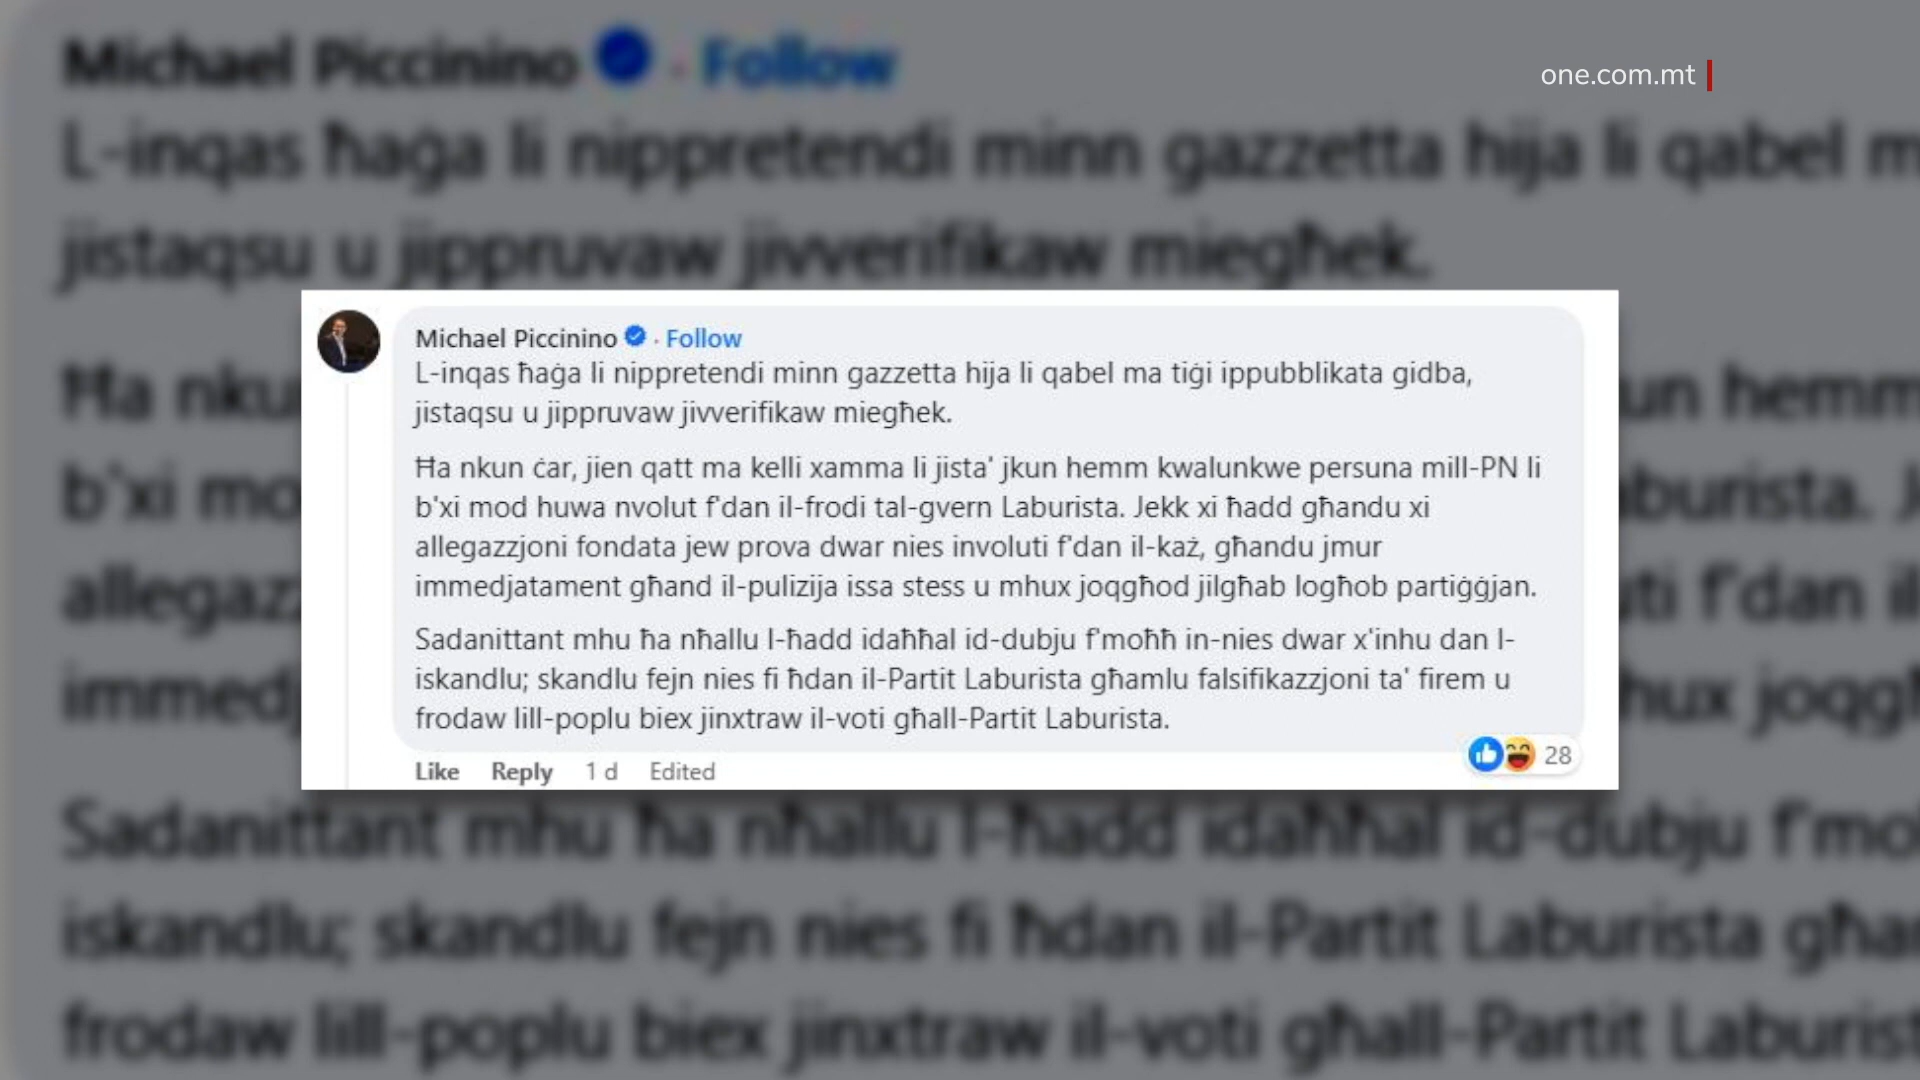 one.com.mt
Michael Piccinino · Follow
L-inqas ħaġa li nippretendi minn gazzetta hija li qabel m
jistaqsu u jippruvaw jivverifikaw miegħek.
Michael Piccinino · Follow
L-inqas ħaġa li nippretendi minn gazzetta hija li qabel ma tiġi ippubblikata gidba,
jistaqsu u jippruvaw jivverifikaw miegħek.
Ħa nkun ċar, jien qatt ma kelli xamma li jista' jkun hemm kwalunkwe persuna mill-PN li
b'xi mod huwa nvolut f'dan il-frodi tal-gvern Laburista. Jekk xi ħadd għandu xi
allegazzjoni fondata jew prova dwar nies involuti f'dan il-każ, għandu jmur
immedjatament għand il-pulizija issa stess u mhux joqgħod jilgħab logħob partiġġjan.
Sadanittant mhu ħa nħallu l-ħadd idaħħal id-dubju f'moħħ in-nies dwar x'inhu dan l-
iskandlu; skandlu fejn nies fi ħdan il-Partit Laburista għamlu falsifikazzjoni ta' firem u
frodaw lill-poplu biex jinxtraw il-voti għall-Partit Laburista.
28
Like Reply 1 d Edited
Sadanittant mhu ħa nħallu l-ħadd idaħħal id-dubju f'mo
iskandlu; skandlu fejn nies fi ħdan il-Partit Laburista għa
frodaw lill-poplu biex jinxtraw il-voti għall-Partit Laburis